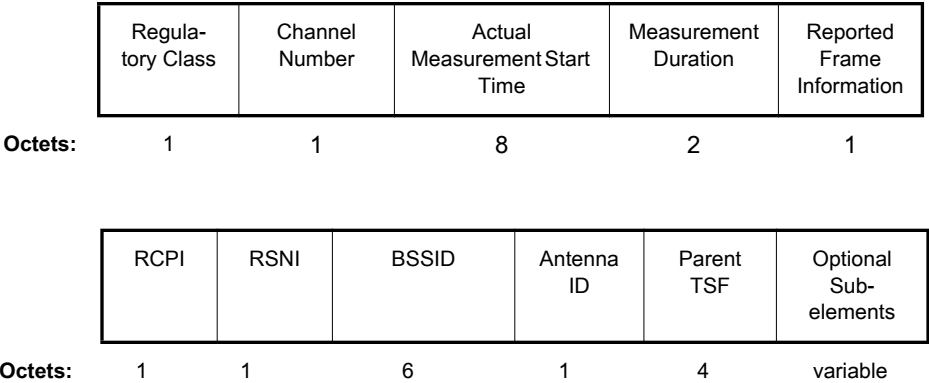 Regula-
tory Class
Channel
Number
Actual
Measurement Start
Time
Measurement
Duration
Reported
Frame
Information
Octets: 1 1 8 2 1
RCPI
RSNI
BSSID
Antenna
ID
Parent
TSF
Optional
Sub-
elements
Octets: 1 1 6 1 4 variable